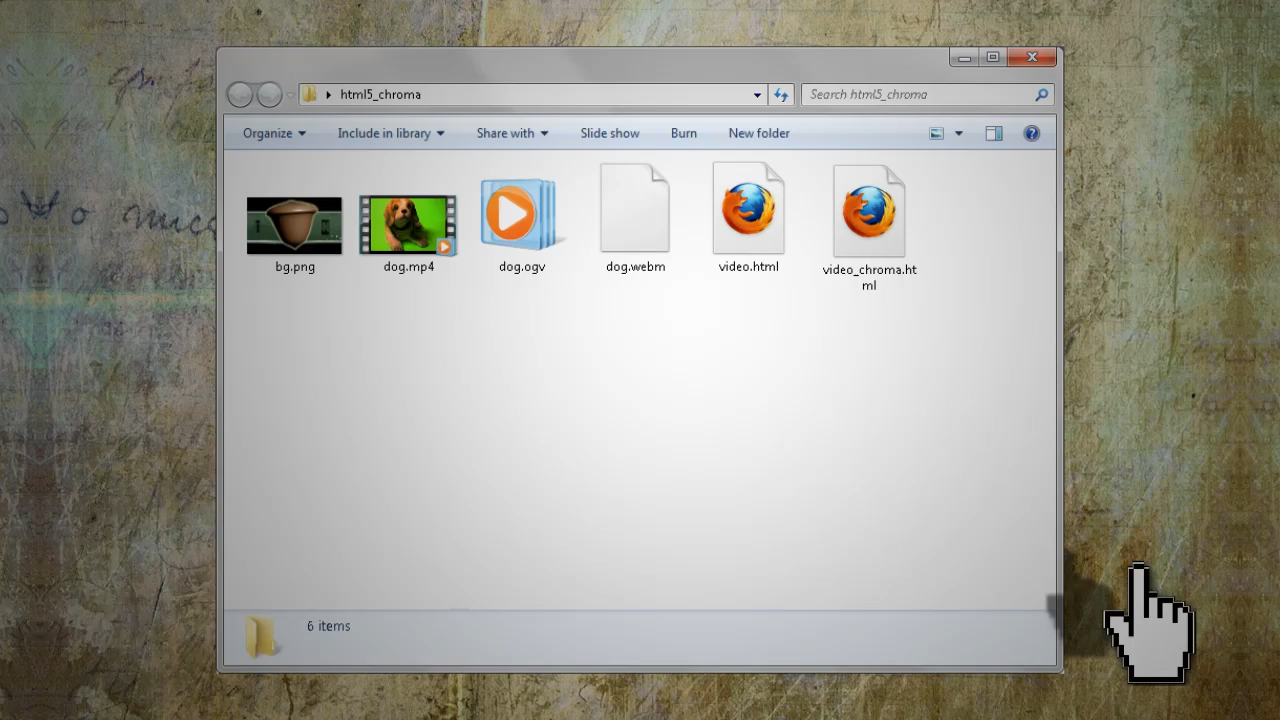 html5_chroma
Search html5_chroma
Organize
Include in library
Share with
Slide show
Burn
New folder
bg.png
dog.mp4
dog.ogv
dog.webm
video.html
video_chroma.ht
ml
6 items